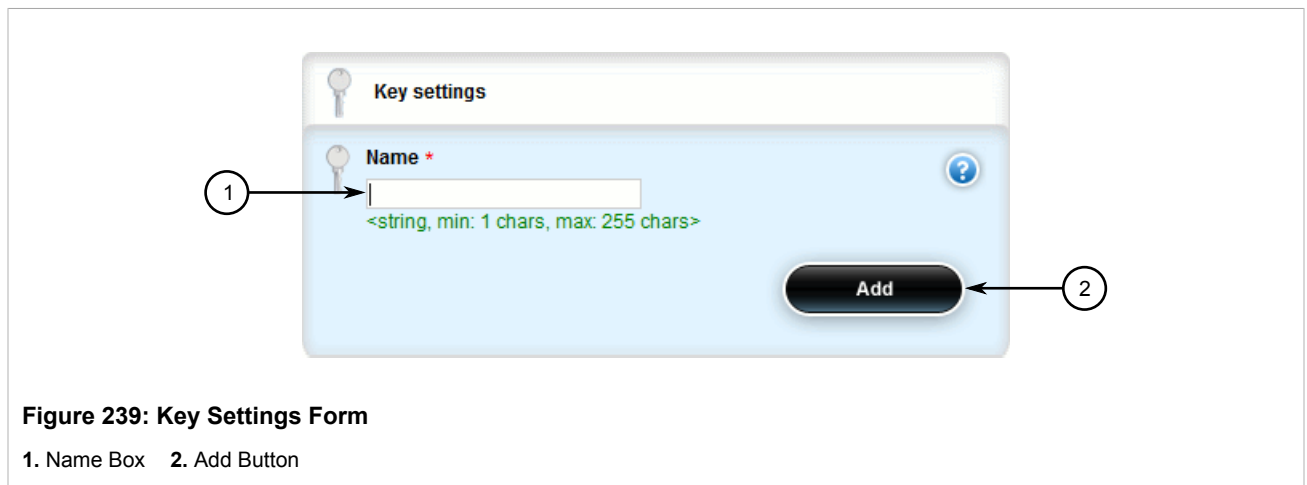 Key settings
Name *
1
<string, min: 1 chars, max: 255 chars>
?
Add
2
Figure 239: Key Settings Form
1. Name Box 2. Add Button